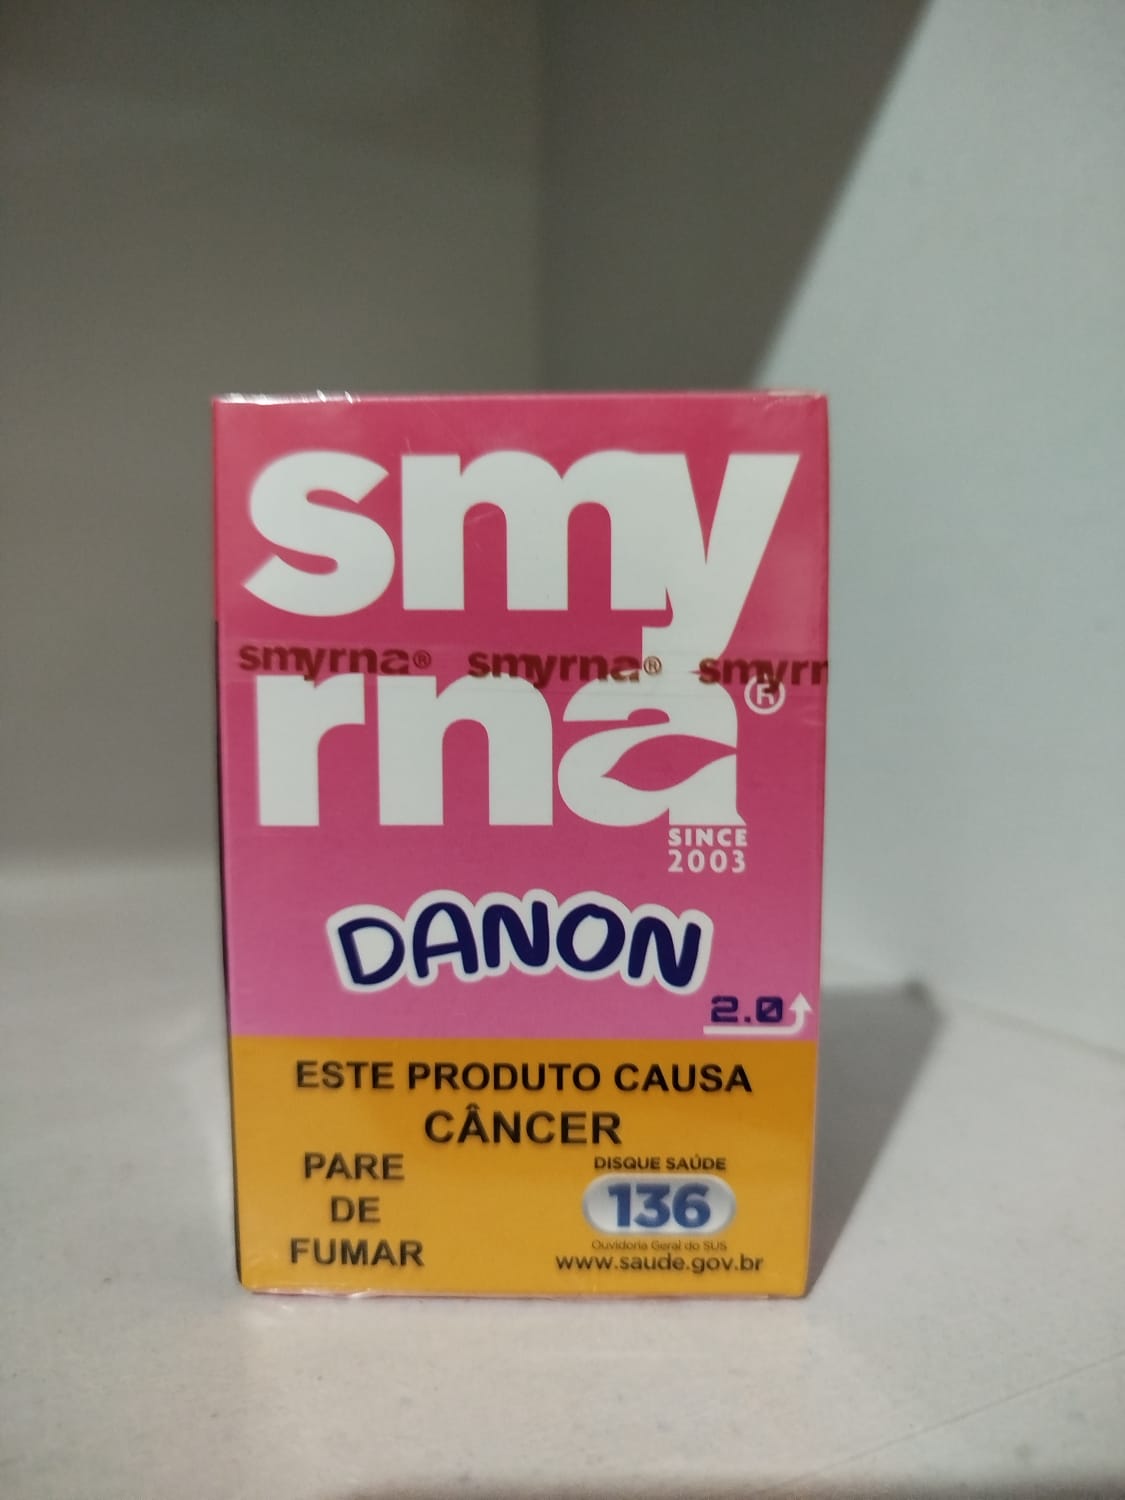 smy
smyrna® smyrna® smyrn
rna®
SINCE
2003
DANON
2.0
ESTE PRODUTO CAUSA
CÂNCER
PARE
DE
FUMAR
DISQUE SAÚDE
136
Ouvidoria Geral do SUS
www.saude.gov.br